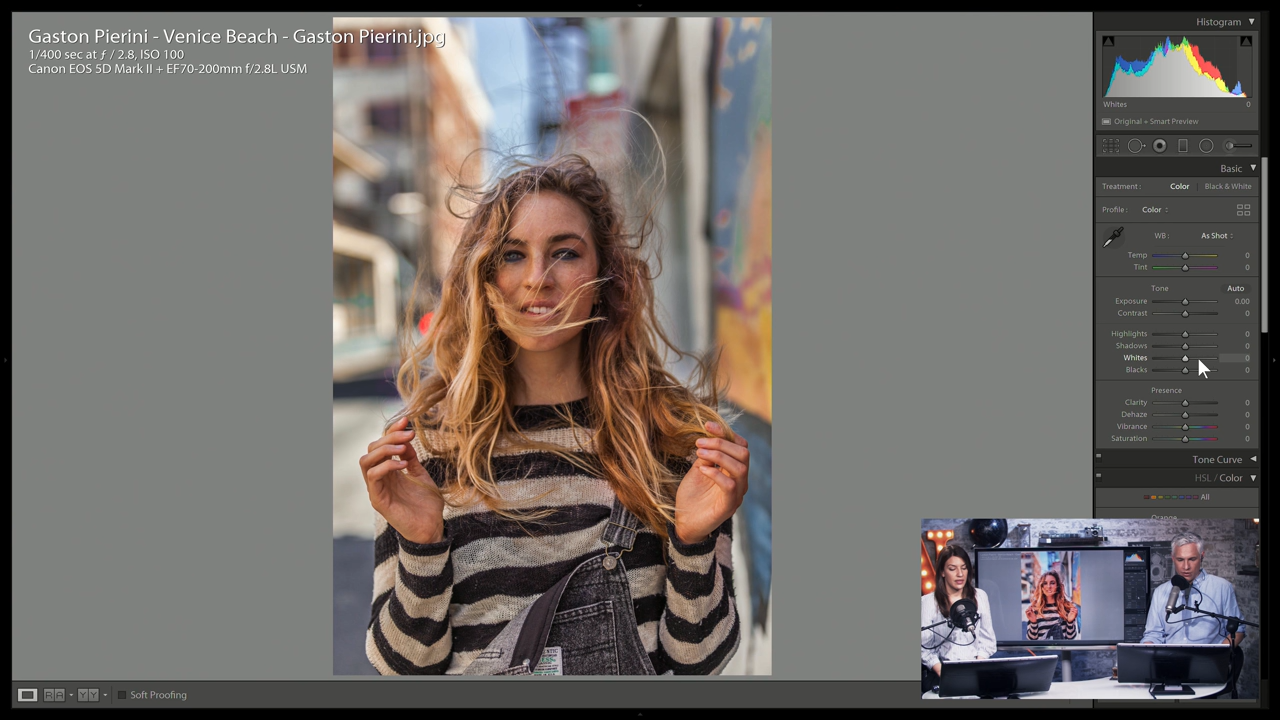 Gaston Pierini - Venice Beach - Gaston Pierini.jpg
1/400 sec at ƒ / 2.8, ISO 100
Canon EOS 5D Mark II + EF70-200mm f/2.8L USM
Histogram
Whites 0
Original + Smart Preview
Basic
Treatment : Color Black & White
Profile : Color
WB : As Shot
Temp 0
Tint 0
Tone Auto
Exposure 0.00
Contrast 0
Highlights 0
Shadows 0
Whites 0
Blacks 0
Presence
Clarity 0
Dehaze 0
Vibrance 0
Saturation 0
Tone Curve
HSL / Color
All
Orange
Soft Proofing